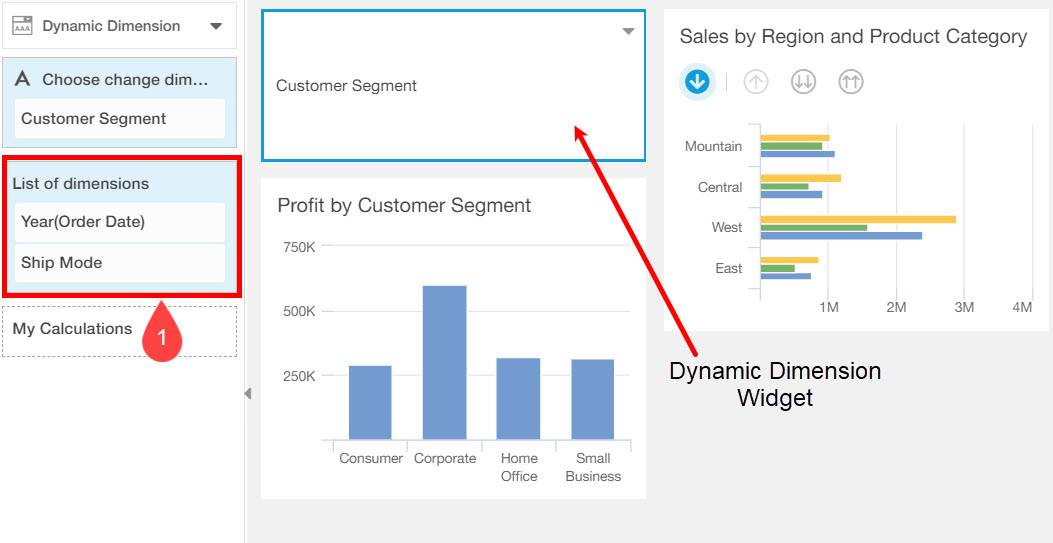 AAA Dynamic Dimension
A Choose change dim...
Customer Segment
List of dimensions
Year(Order Date)
Ship Mode
My Calculations
1
Customer Segment
Profit by Customer Segment
750K
500K
250K
Consumer Corporate Home Office Small Business
Sales by Region and Product Category
Mountain
Central
West
East
1M 2M 3M 4M
Dynamic Dimension
Widget